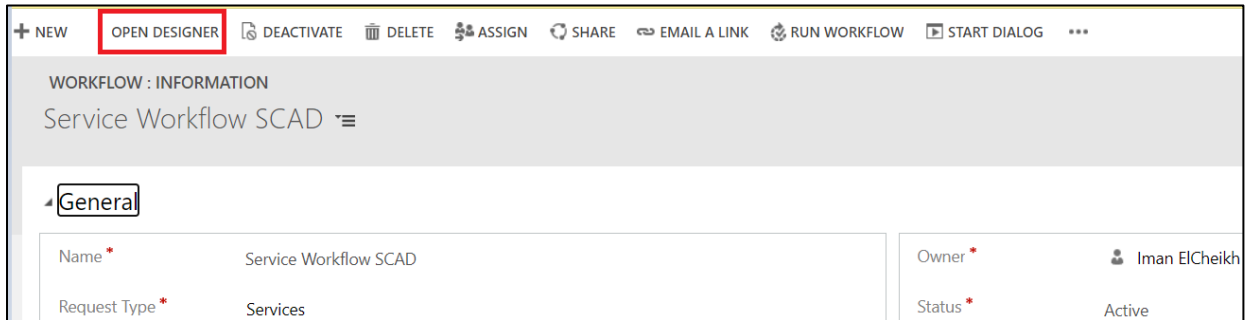 NEW OPEN DESIGNER DEACTIVATE DELETE ASSIGN SHARE EMAIL A LINK RUN WORKFLOW START DIALOG •••
WORKFLOW : INFORMATION
Service Workflow SCAD
General
Name * Service Workflow SCAD Owner * Iman ElCheikh
Request Type * Services Status * Active